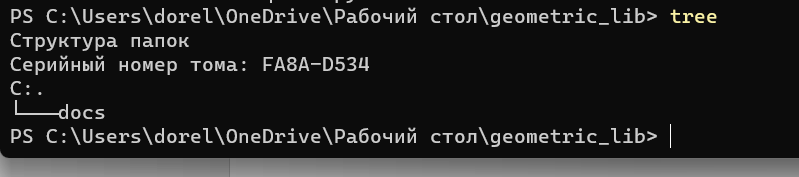 PS C:\Users\dorel\OneDrive\Рабочий стол\geometric_lib> tree
Структура папок
Серийный номер тома: FA8A-D534
C:.
└───docs
PS C:\Users\dorel\OneDrive\Рабочий стол\geometric_lib>